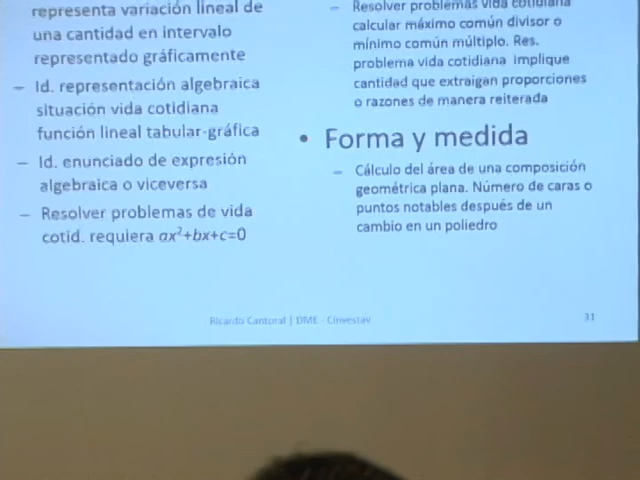 representa variación lineal de
una cantidad en intervalo
representado gráficamente
– Id. representación algebraica
situación vida cotidiana
función lineal tabular-gráfica
– Id. enunciado de expresión
algebraica o viceversa
– Resolver problemas de vida
cotid. requiera ax²+bx+c=0
– Resolver problemas vida cotidiana
calcular máximo común divisor o
mínimo común múltiplo. Res.
problema vida cotidiana implique
cantidad que extraigan proporciones
o razones de manera reiterada
• Forma y medida
– Cálculo del área de una composición
geométrica plana. Número de caras o
puntos notables después de un
cambio en un poliedro
Ricardo Cantoral | DME - Cinvestav
31